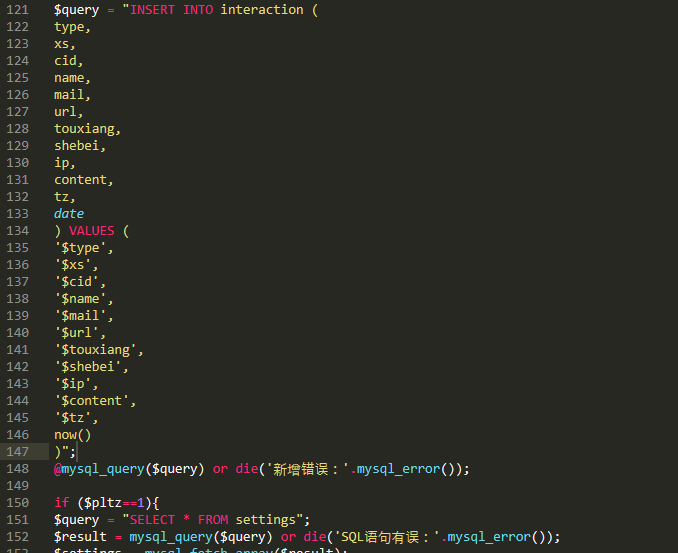 121 $query = "INSERT INTO interaction (
122 type,
123 xs,
124 cid,
125 name,
126 mail,
127 url,
128 touxiang,
129 shebei,
130 ip,
131 content,
132 tz,
133 date
134 ) VALUES (
135 '$type',
136 '$xs',
137 '$cid',
138 '$name',
139 '$mail',
140 '$url',
141 '$touxiang',
142 '$shebei',
143 '$ip',
144 '$content',
145 '$tz',
146 now()
147 )";
148 @mysql_query($query) or die('新增错误：'.mysql_error());
149
150 if ($pltz==1){
151 $query = "SELECT * FROM settings";
152 $result = mysql_query($query) or die('SQL语句有误：'.mysql_error());
153 $settings = mysql_fetch_array($result);